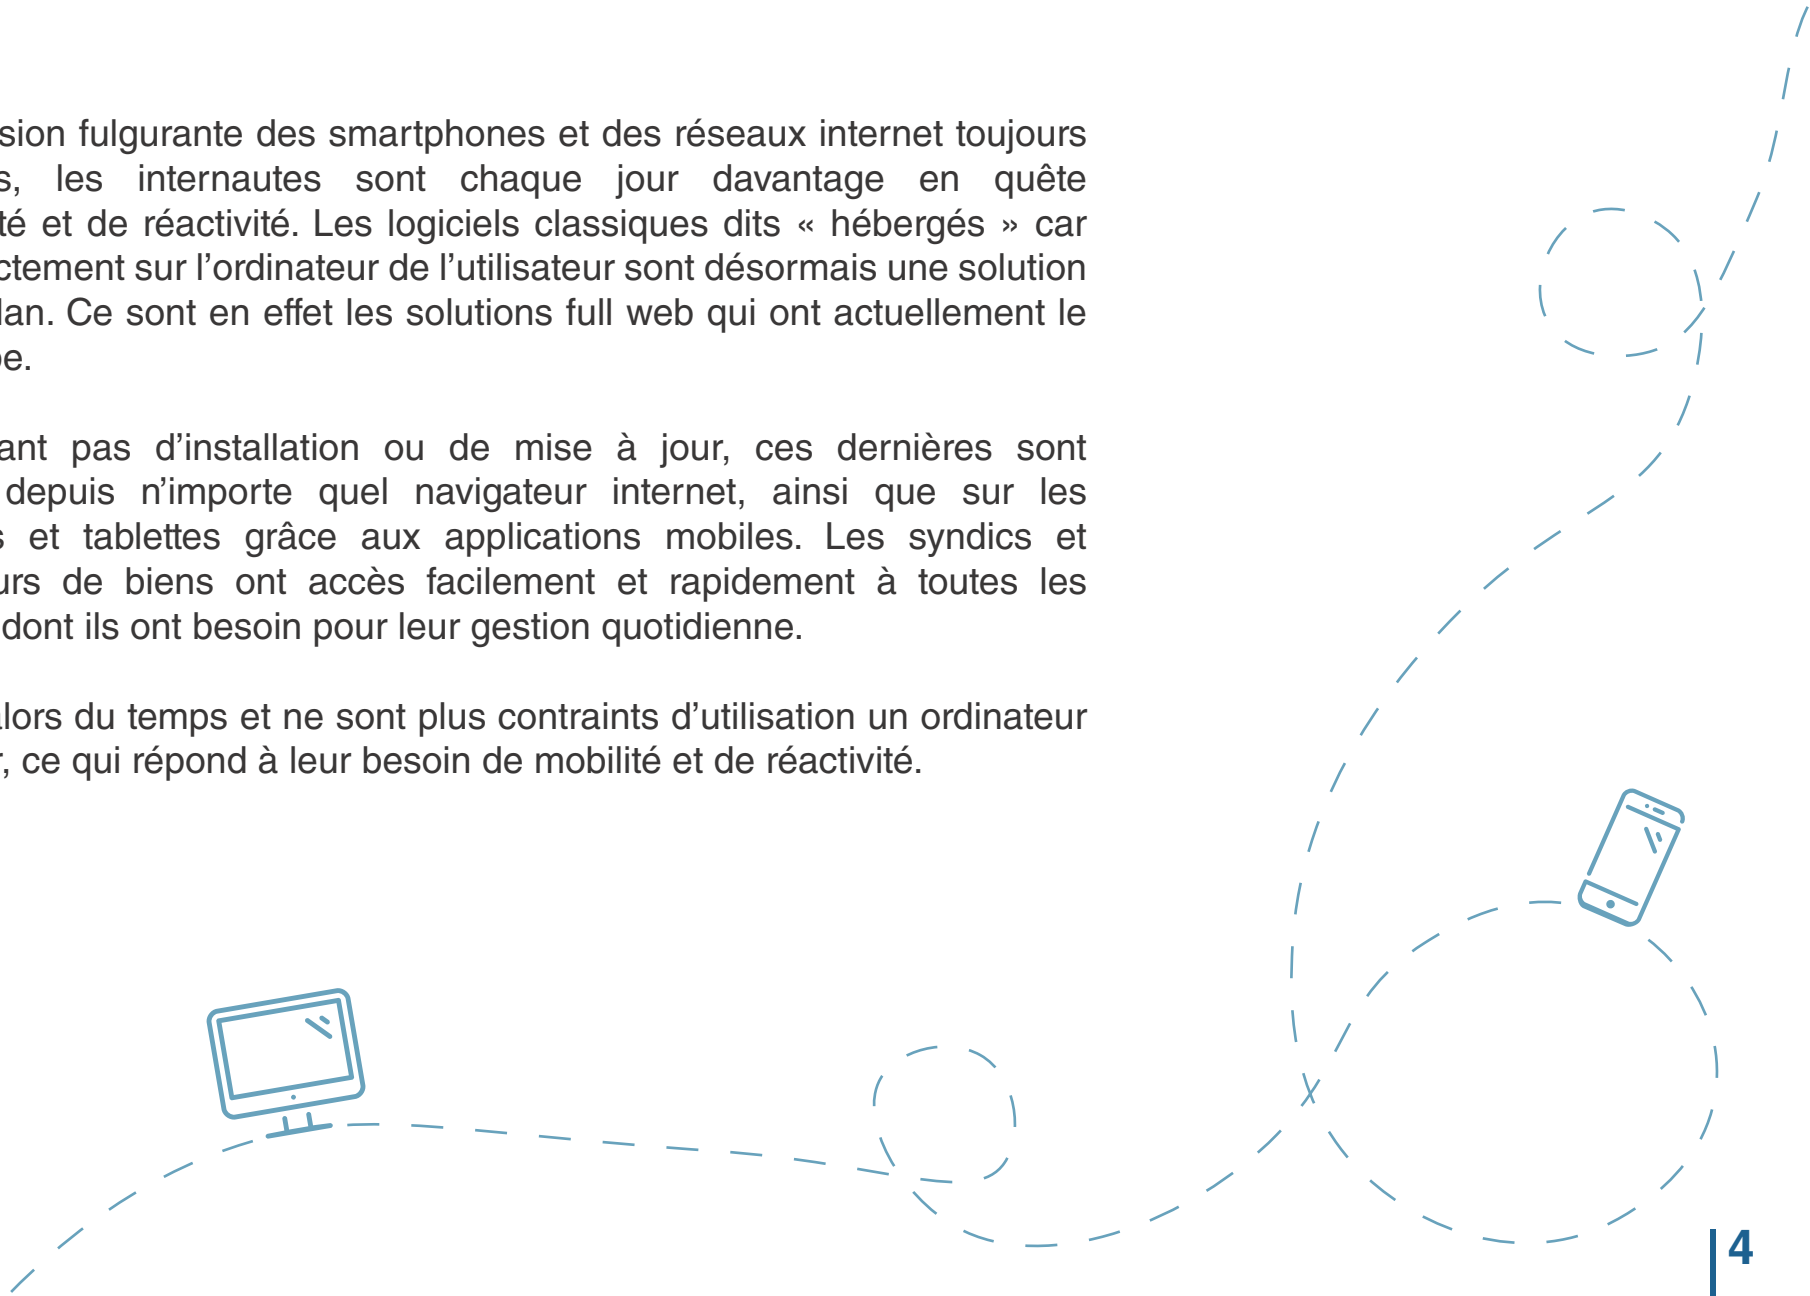 sion fulgurante des smartphones et des réseaux internet toujours
s, les internautes sont chaque jour davantage en quête
té et de réactivité. Les logiciels classiques dits « hébergés » car
ctement sur l’ordinateur de l’utilisateur sont désormais une solution
lan. Ce sont en effet les solutions full web qui ont actuellement le
pe.
ant pas d’installation ou de mise à jour, ces dernières sont
depuis n’importe quel navigateur internet, ainsi que sur les
s et tablettes grâce aux applications mobiles. Les syndics et
urs de biens ont accès facilement et rapidement à toutes les
dont ils ont besoin pour leur gestion quotidienne.
alors du temps et ne sont plus contraints d’utilisation un ordinateur
r, ce qui répond à leur besoin de mobilité et de réactivité.
4